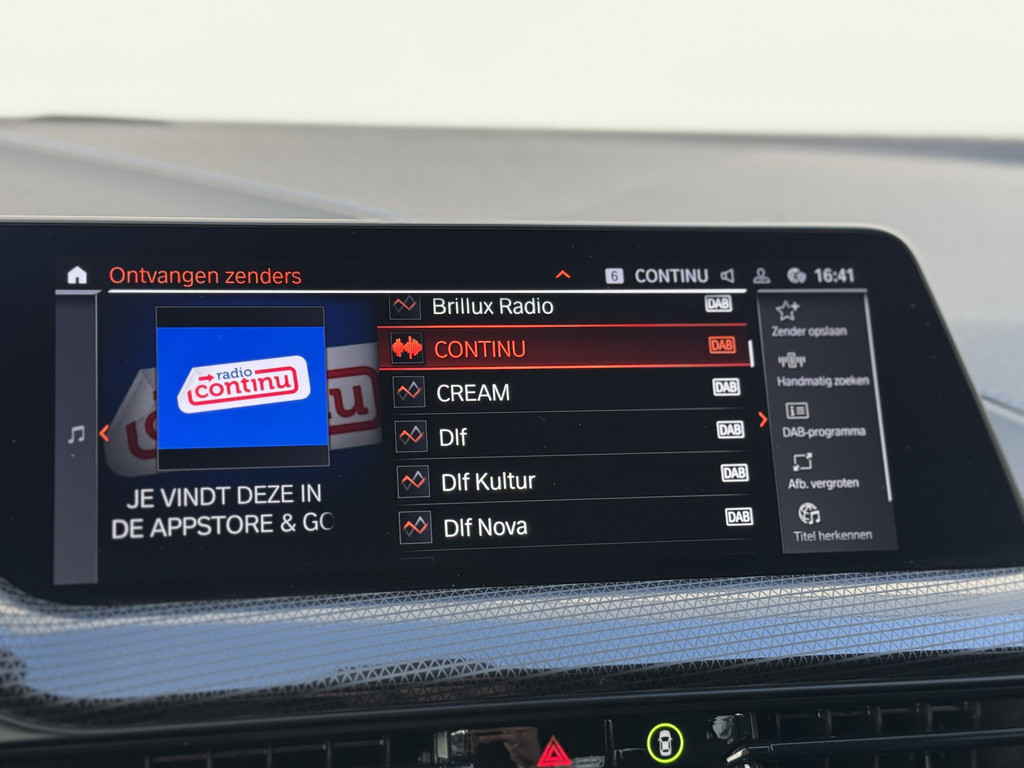 Ontvangen zenders
6 CONTINU 16:41
radio
continu
JE VINDT DEZE IN
DE APPSTORE & GO
Brillux Radio DAB
CONTINU DAB
CREAM DAB
Dlf DAB
Dlf Kultur DAB
Dlf Nova DAB
Zender opslaan
Handmatig zoeken
DAB-programma
Afb. vergroten
Titel herkennen